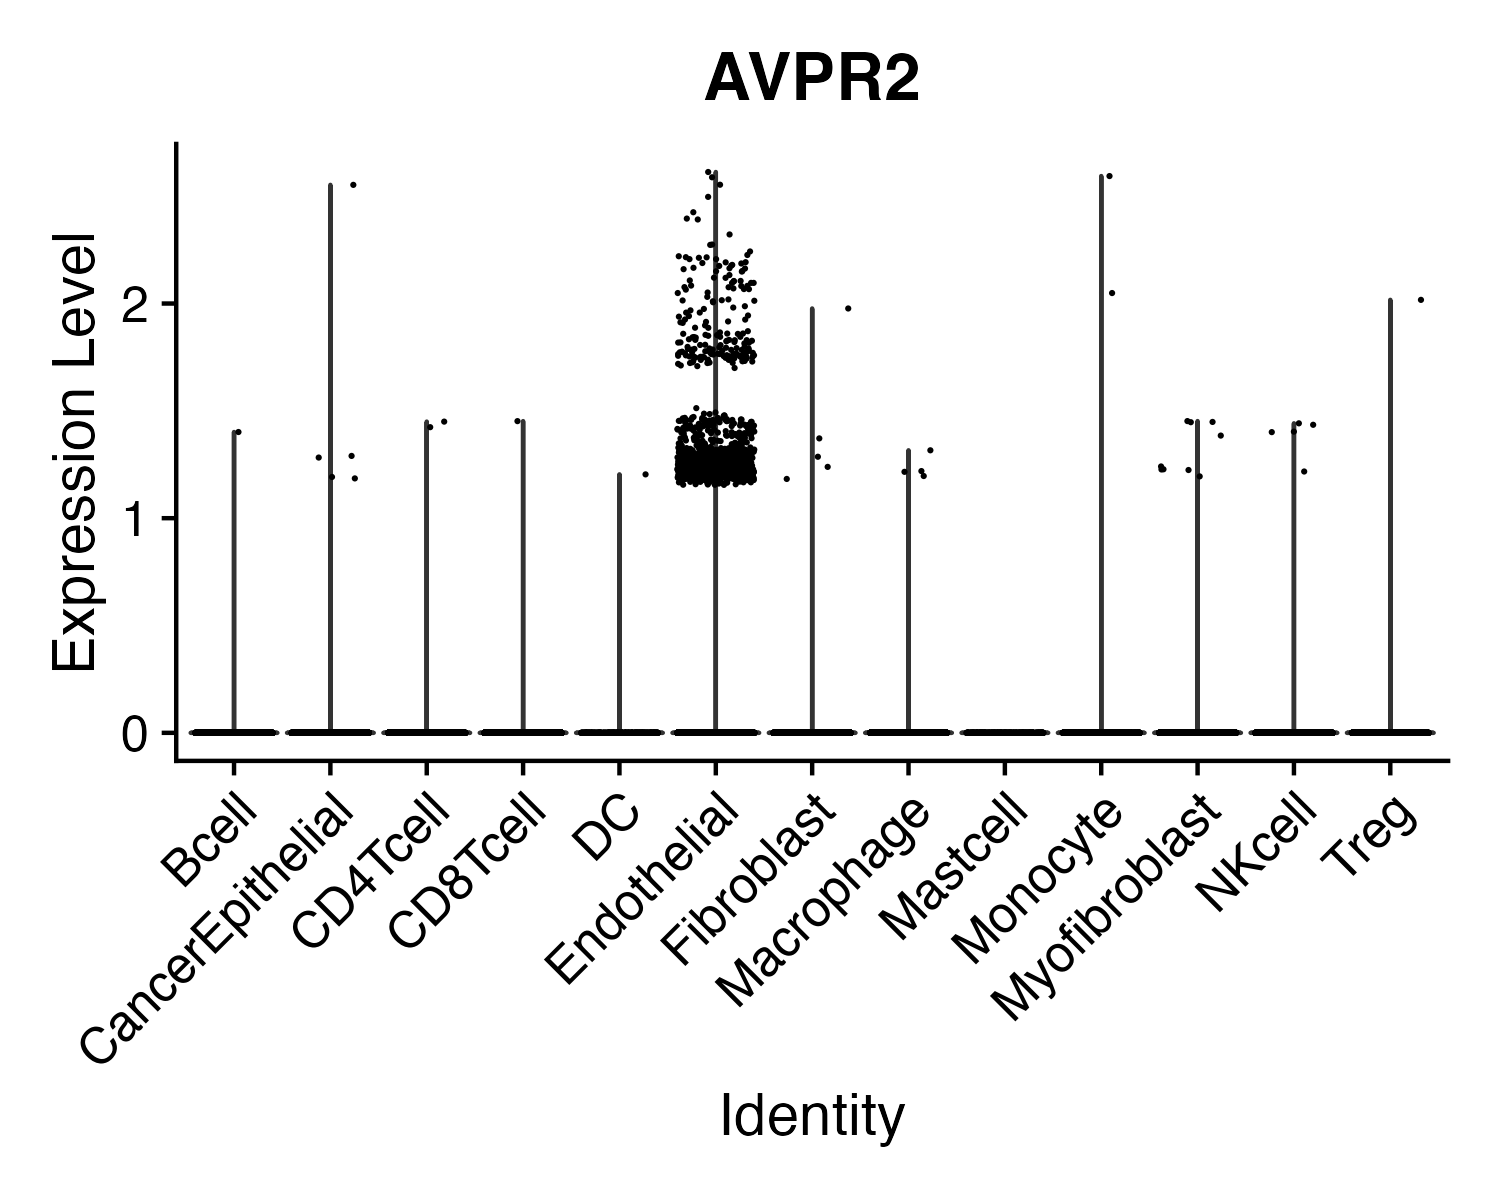 AVPR2
Expression Level
2
1
0
Bcell
CancerEpithelial
CD4Tcell
CD8Tcell
DC
Endothelial
Fibroblast
Macrophage
Mastcell
Monocyte
Myofibroblast
NKcell
Treg
Identity